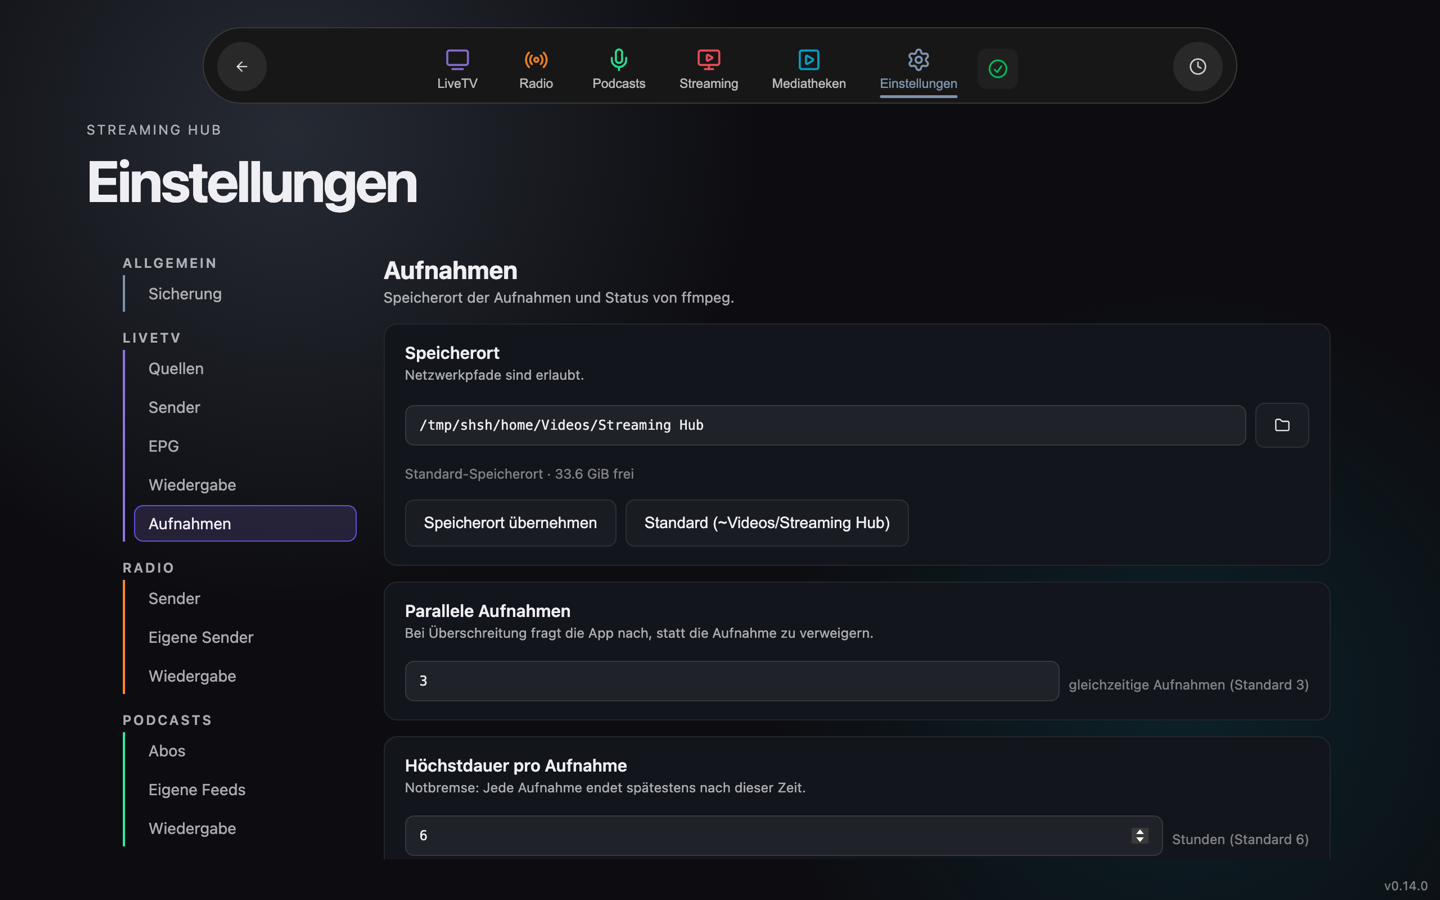 LiveTV
Radio
Podcasts
Streaming
Mediatheken
Einstellungen
STREAMING HUB
Einstellungen
ALLGEMEIN
Sicherung
LIVETV
Quellen
Sender
EPG
Wiedergabe
Aufnahmen
RADIO
Sender
Eigene Sender
Wiedergabe
PODCASTS
Abos
Eigene Feeds
Wiedergabe
Aufnahmen
Speicherort der Aufnahmen und Status von ffmpeg.
Speicherort
Netzwerkpfade sind erlaubt.
/tmp/shsh/home/Videos/Streaming Hub
Standard-Speicherort · 33.6 GiB frei
Speicherort übernehmen
Standard (~Videos/Streaming Hub)
Parallele Aufnahmen
Bei Überschreitung fragt die App nach, statt die Aufnahme zu verweigern.
3
gleichzeitige Aufnahmen (Standard 3)
Höchstdauer pro Aufnahme
Notbremse: Jede Aufnahme endet spätestens nach dieser Zeit.
6
Stunden (Standard 6)
v0.14.0